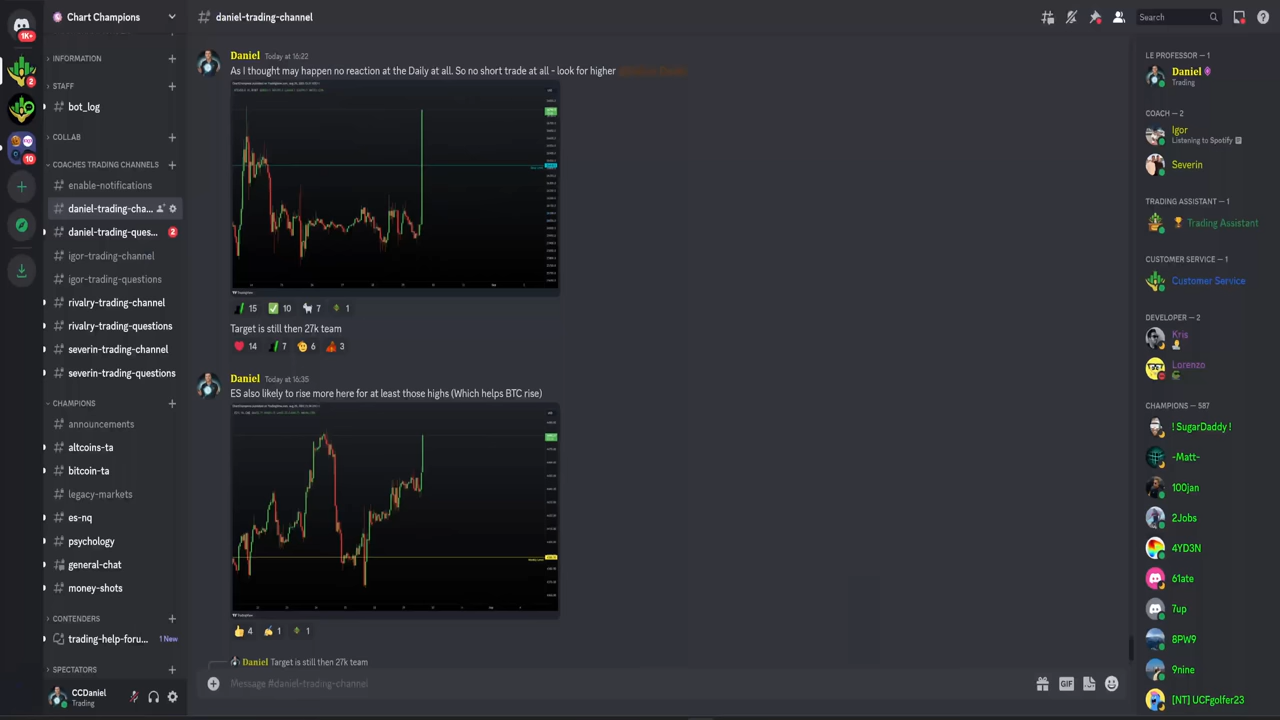 Chart Champions
daniel-trading-channel
Search
1K+
2
10
INFORMATION
STAFF
bot_log
COLLAB
COACHES TRADING CHANNELS
enable-notifications
daniel-trading-cha...
daniel-trading-ques...
2
igor-trading-channel
igor-trading-questions
rivalry-trading-channel
rivalry-trading-questions
severin-trading-channel
severin-trading-questions
CHAMPIONS
announcements
altcoins-ta
bitcoin-ta
legacy-markets
es-nq
psychology
general-chat
money-shots
CONTENDERS
trading-help-foru...
1 New
SPECTATORS
CCDaniel
Trading
Daniel Today at 16:22
As I thought may happen no reaction at the Daily at all. So no short trade at all - look for higher
TradingView
15 10 7 1
Target is still then 27k team
14 7 6 3
Daniel Today at 16:35
ES also likely to rise more here for at least those highs (Which helps BTC rise)
TradingView
4 1 1
Daniel Target is still then 27k team
Message #daniel-trading-channel
GIF
LE PROFESSOR — 1
Daniel
Trading
COACH — 2
Igor
Listening to Spotify
Severin
TRADING ASSISTANT — 1
Trading Assistant
CUSTOMER SERVICE — 1
Customer Service
DEVELOPER — 2
Kris
Lorenzo
CHAMPIONS — 587
! SugarDaddy !
-Matt-
100jan
2Jobs
4YD3N
61ate
7up
8PW9
9nine
[NT] UCFgolfer23